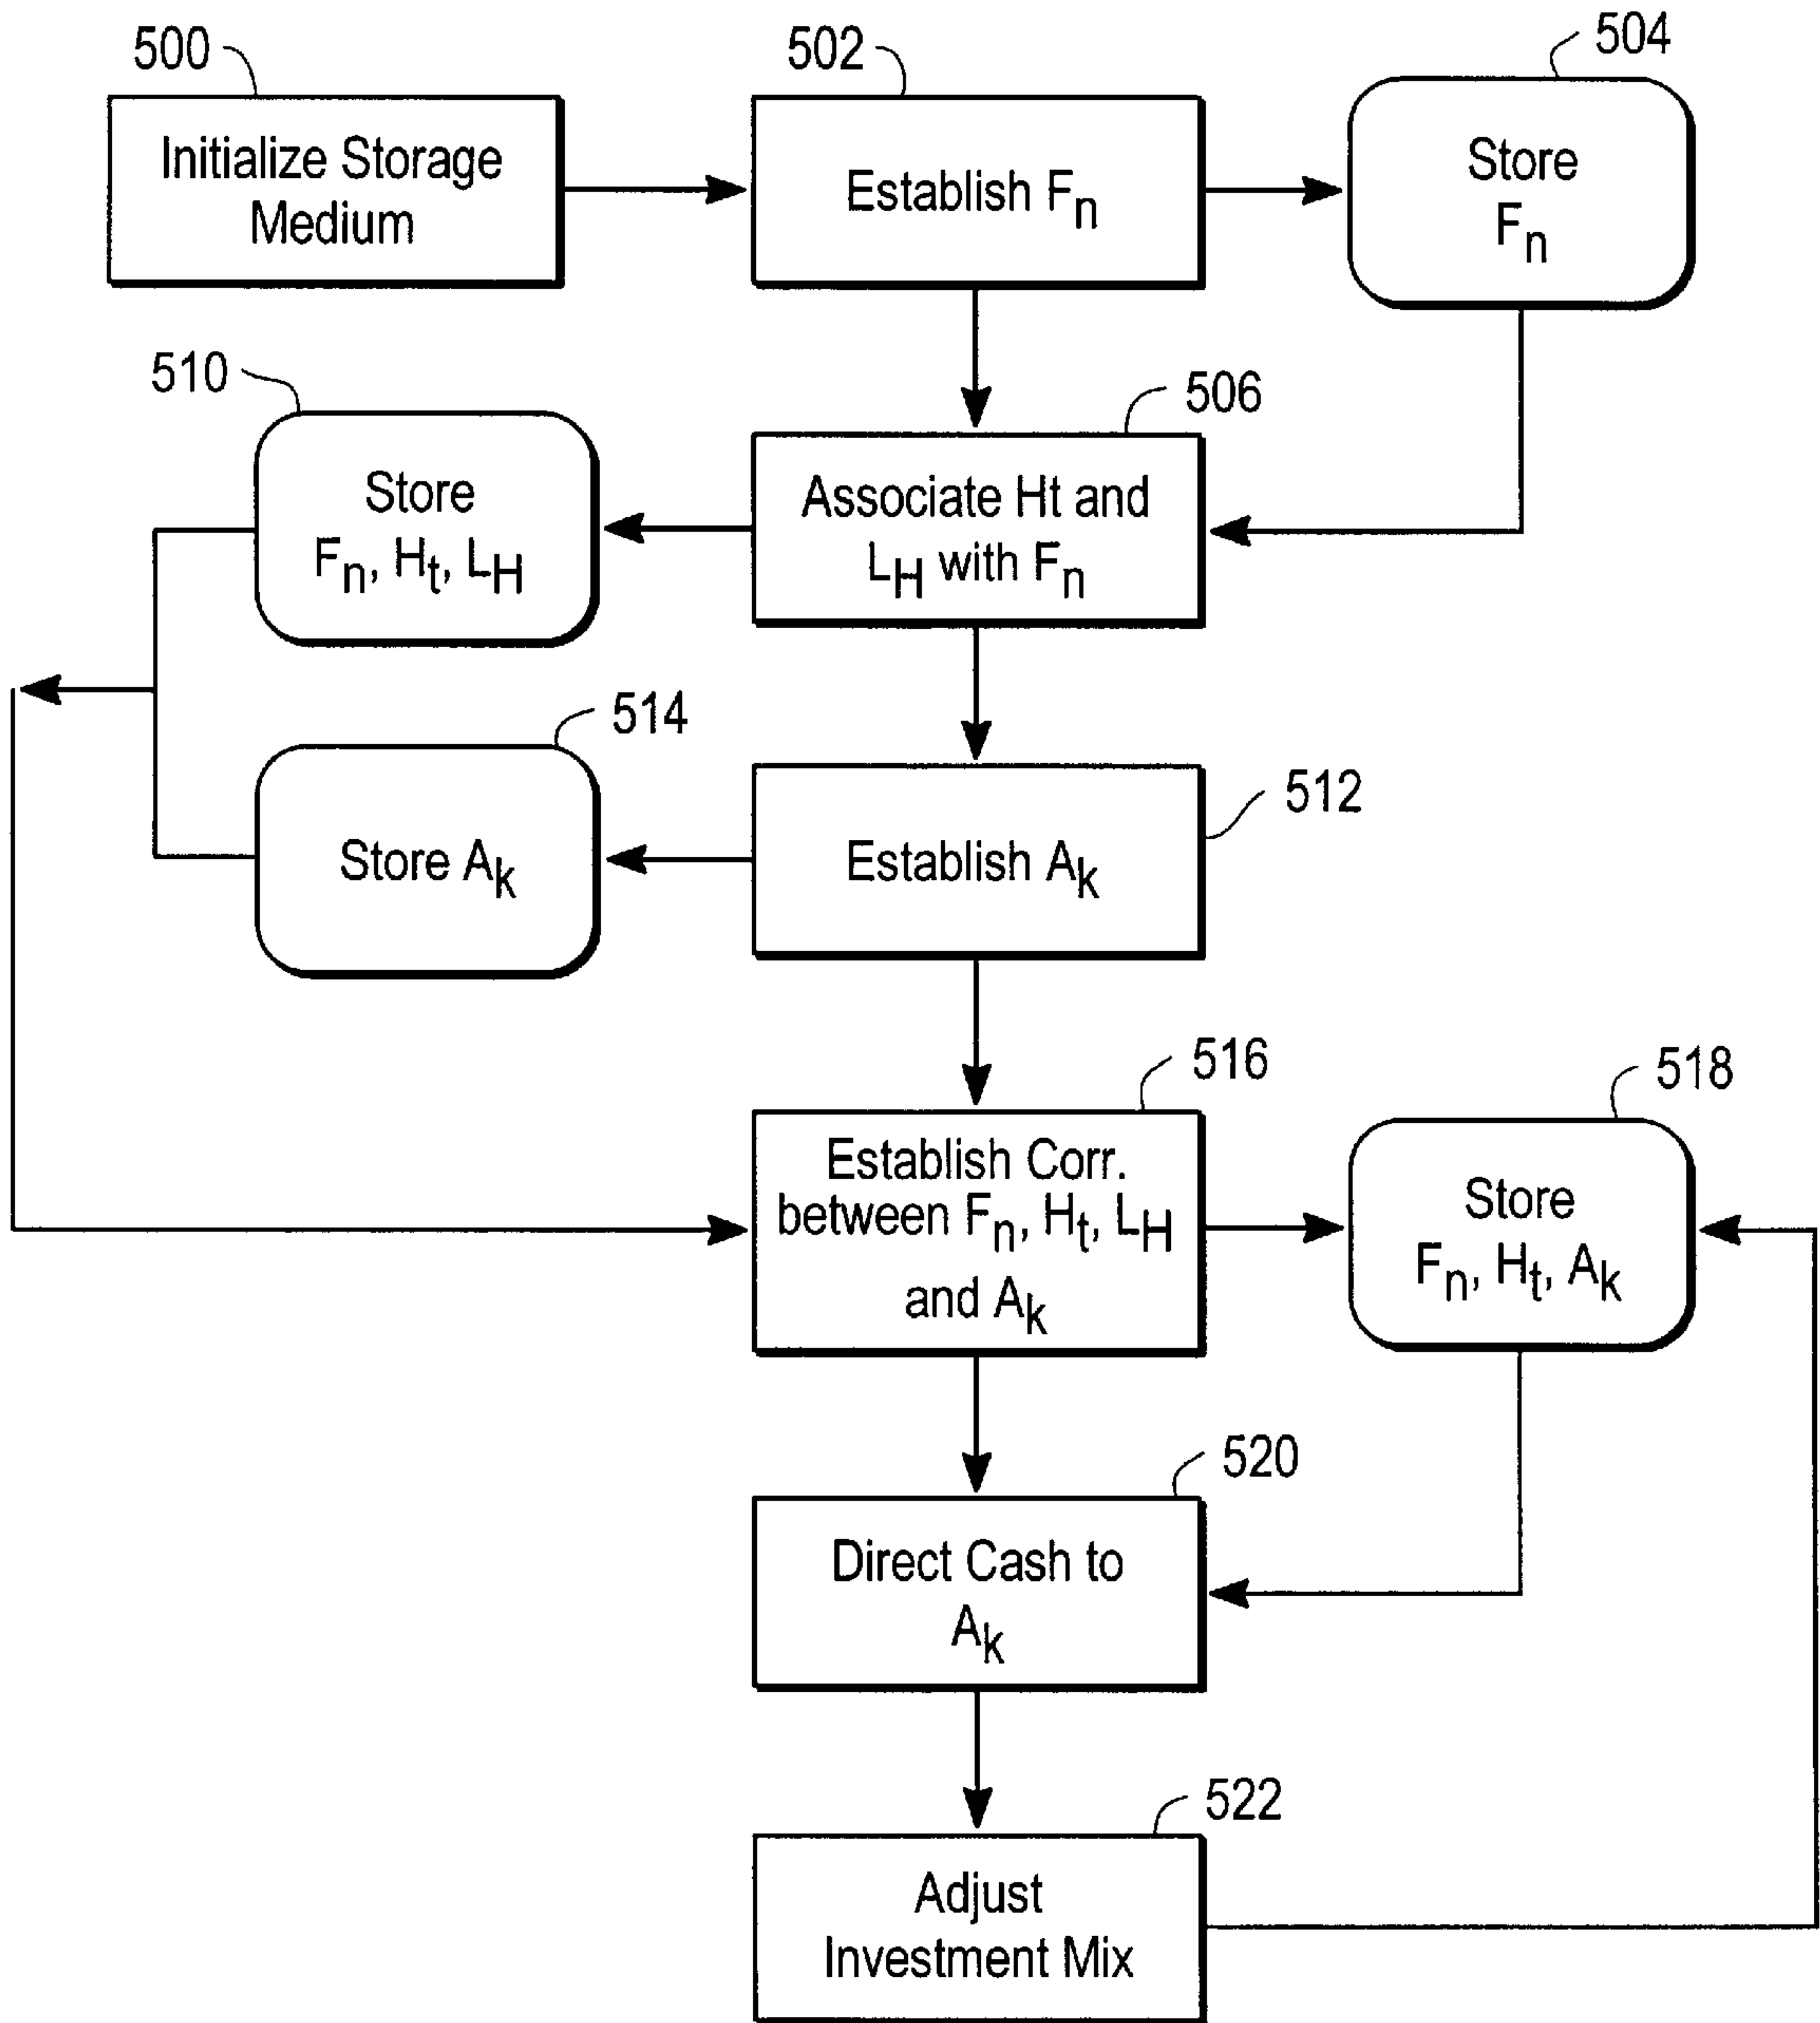 500
Initialize Storage
Medium
502
Establish Fn
504
Store
Fn
510
Store
Fn, Ht, LH
506
Associate Ht and
LH with Fn
514
Store Ak
512
Establish Ak
516
Establish Corr.
between Fn, Ht, LH
and Ak
518
Store
Fn, Ht, Ak
520
Direct Cash to
Ak
522
Adjust
Investment Mix